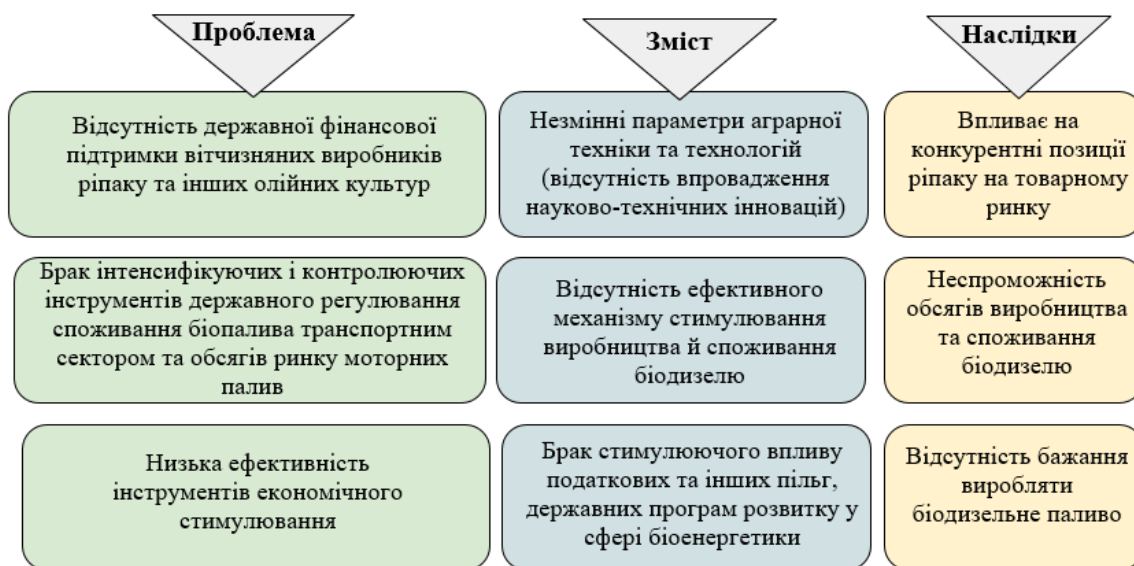 Проблема
Зміст
Наслідки
Відсутність державної фінансової
підтримки вітчизняних виробників
ріпаку та інших олійних культур
Незмінні параметри аграрної
техніки та технологій
(відсутність впровадження
науково-технічних інновацій)
Впливає на
конкурентні позиції
ріпаку на товарному
ринку
Брак інтенсифікуючих і контролюючих
інструментів державного регулювання
споживання біопалива транспортним
сектором та обсягів ринку моторних
палив
Відсутність ефективного
механізму стимулювання
виробництва й споживання
біодизелю
Неспроможність
обсягів виробництва
та споживання
біодизелю
Низька ефективність
інструментів економічного
стимулювання
Брак стимулюючого впливу
податкових та інших пільг,
державних програм розвитку у
сфері біоенергетики
Відсутність бажання
виробляти
біодизельне паливо